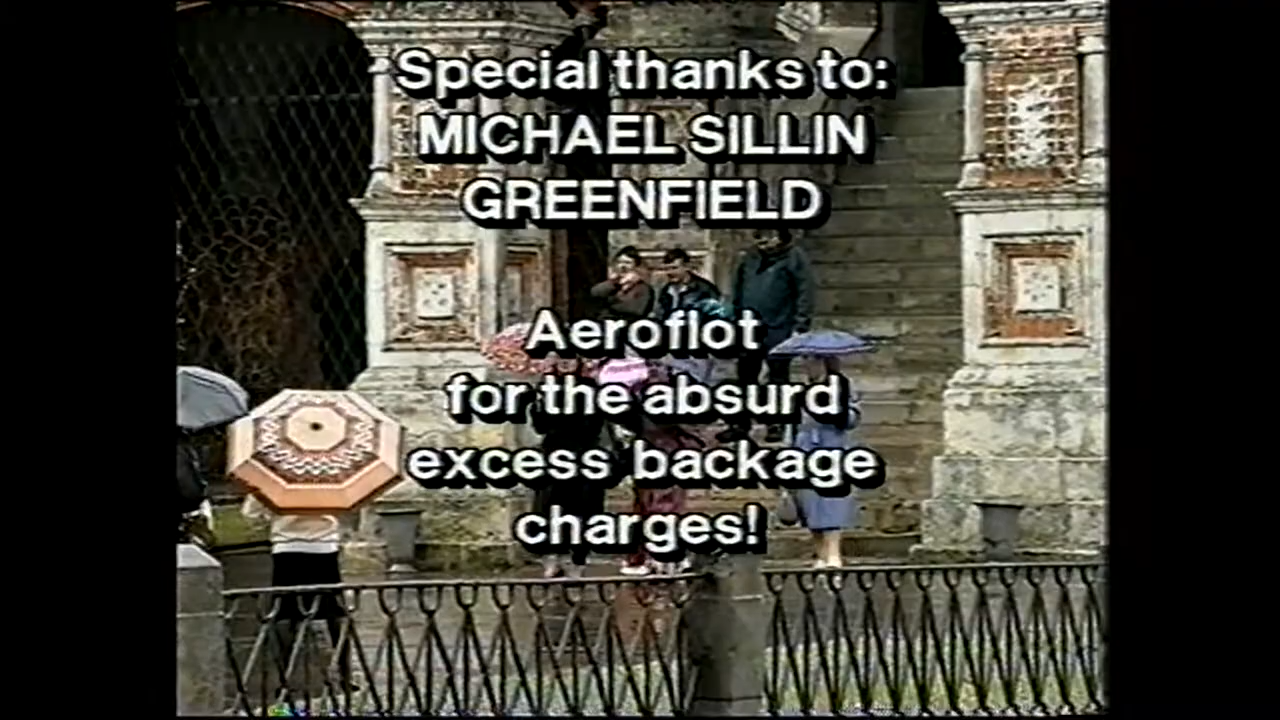 Special thanks to:
MICHAEL SILLIN
GREENFIELD
Aeroflot
for the absurd
excess backage
charges!